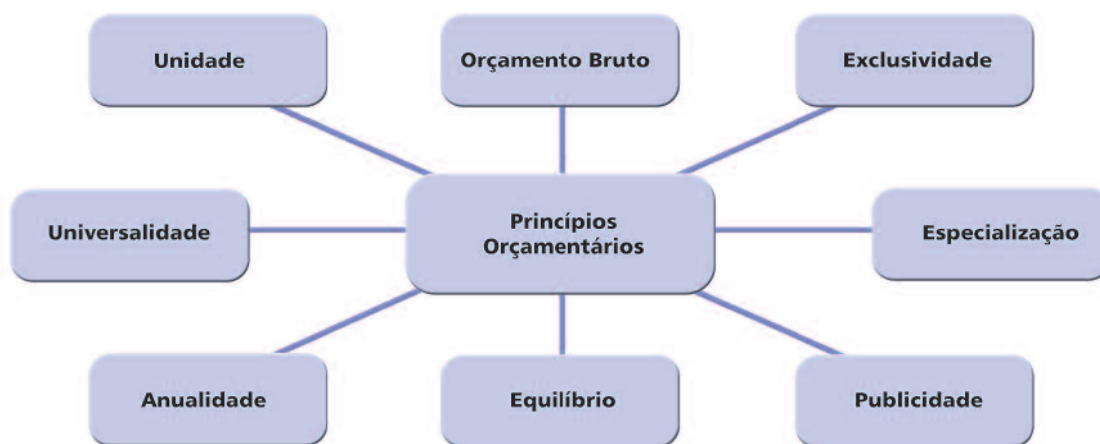 Unidade
Orçamento Bruto
Exclusividade
Universalidade
Princípios
Orçamentários
Especialização
Anualidade
Equilíbrio
Publicidade